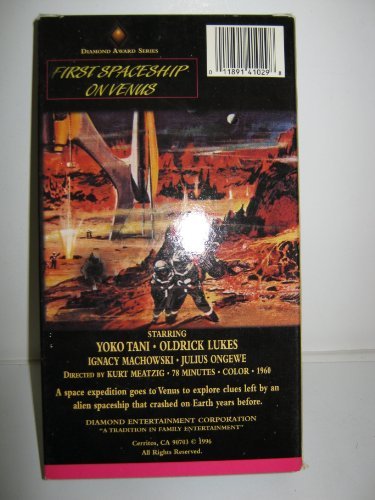 DIAMOND AWARD SERIES
FIRST SPACESHIP
ON VENUS
0 11891 41029 8
STARRING
YOKO TANI • OLDRICK LUKES
IGNACY MACHOWSKI • JULIUS ONGEWE
DIRECTED BY KURT MEATZIG • 78 MINUTES • COLOR • 1960
A space expedition goes to Venus to explore clues left by an
alien spaceship that crashed on Earth years before.
DIAMOND ENTERTAINMENT CORPORATION
"A TRADITION IN FAMILY ENTERTAINMENT"
Cerritos, CA 90703 © 1996
All Rights Reserved.